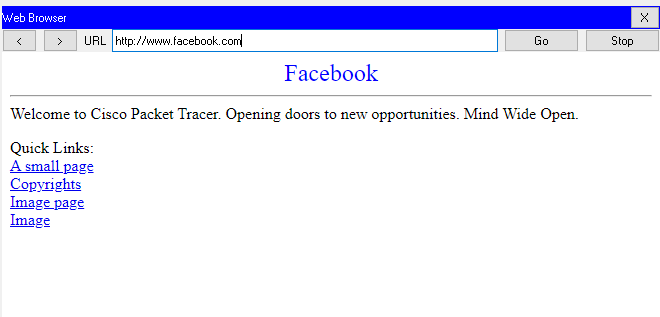 Web Browser X
< > URL http://www.facebook.com Go Stop
Facebook
Welcome to Cisco Packet Tracer. Opening doors to new opportunities. Mind Wide Open.
Quick Links:
A small page
Copyrights
Image page
Image